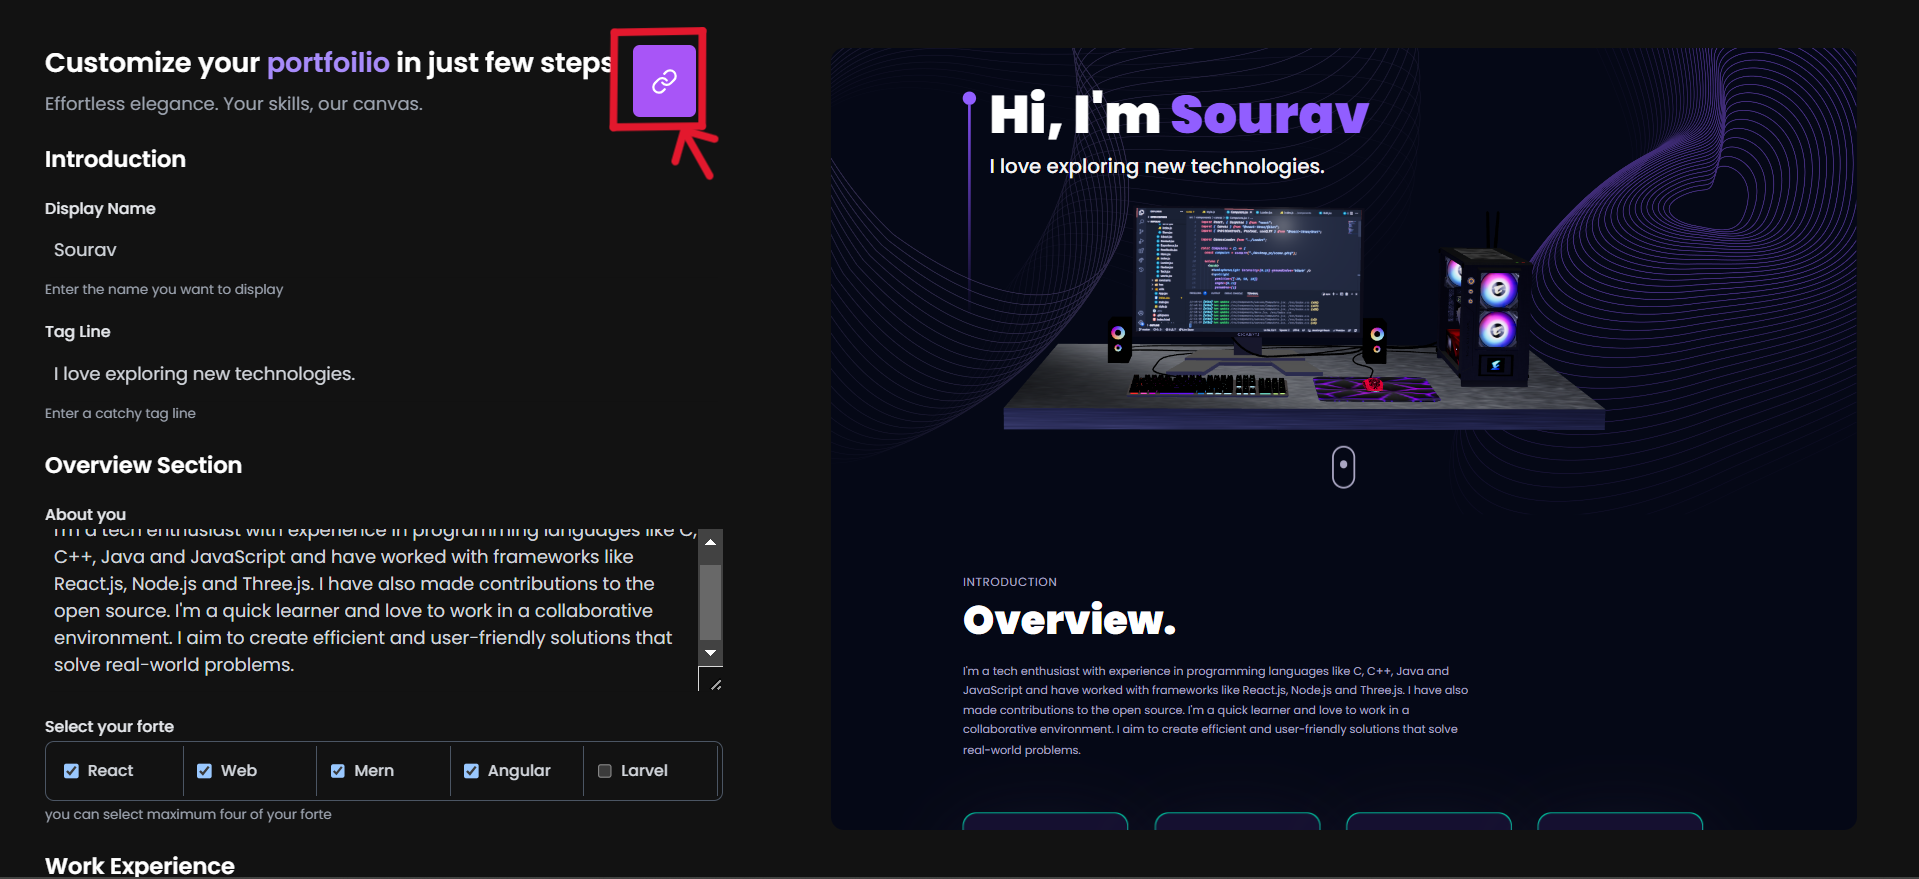 Customize your portfoilio in just few steps
Effortless elegance. Your skills, our canvas.
Introduction
Display Name
Sourav
Enter the name you want to display
Tag Line
I love exploring new technologies.
Enter a catchy tag line
Overview Section
About you
I'm a tech enthusiast with experience in programming languages like C,
C++, Java and JavaScript and have worked with frameworks like
React.js, Node.js and Three.js. I have also made contributions to the
open source. I'm a quick learner and love to work in a collaborative
environment. I aim to create efficient and user-friendly solutions that
solve real-world problems.
Select your forte
React
Web
Mern
Angular
Larvel
you can select maximum four of your forte
Work Experience
Hi, I'm Sourav
I love exploring new technologies.
INTRODUCTION
Overview.
I'm a tech enthusiast with experience in programming languages like C, C++, Java and
JavaScript and have worked with frameworks like React.js, Node.js and Three.js. I have also
made contributions to the open source. I'm a quick learner and love to work in a
collaborative environment. I aim to create efficient and user-friendly solutions that solve
real-world problems.